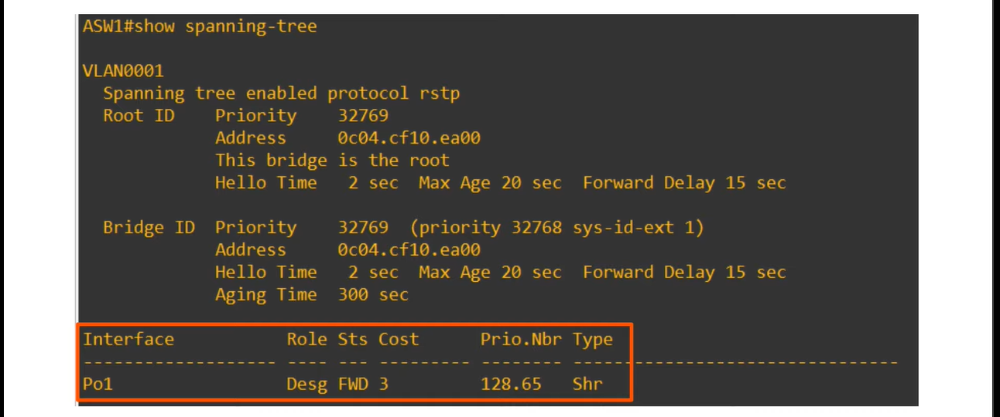 ASW1#show spanning-tree
VLAN0001
Spanning tree enabled protocol rstp
Root ID Priority 32769
Address 0c04.cf10.ea00
This bridge is the root
Hello Time 2 sec Max Age 20 sec Forward Delay 15 sec
Bridge ID Priority 32769 (priority 32768 sys-id-ext 1)
Address 0c04.cf10.ea00
Hello Time 2 sec Max Age 20 sec Forward Delay 15 sec
Aging Time 300 sec
Interface Role Sts Cost Prio.Nbr Type
------------------- ---- --- --------- -------- --------------------------------
Po1 Desg FWD 3 128.65 Shr